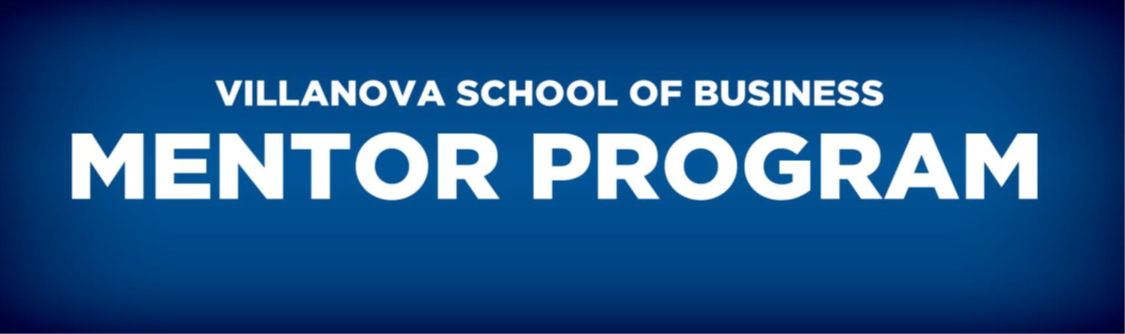 VILLANOVA SCHOOL OF BUSINESS
MENTOR PROGRAM